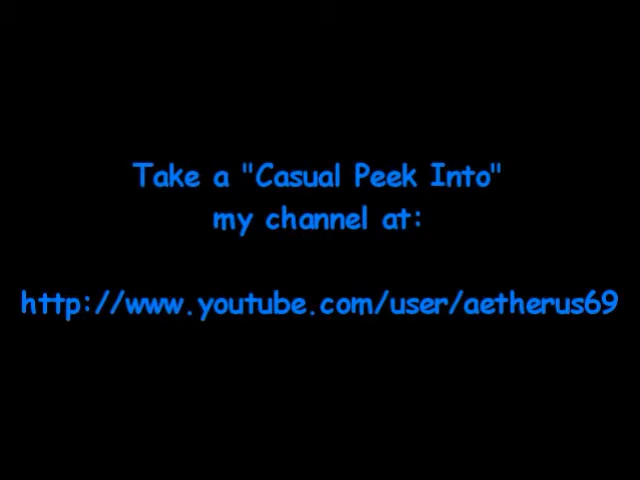 Take a "Casual Peek Into"
my channel at:
http://www.youtube.com/user/aetherus69